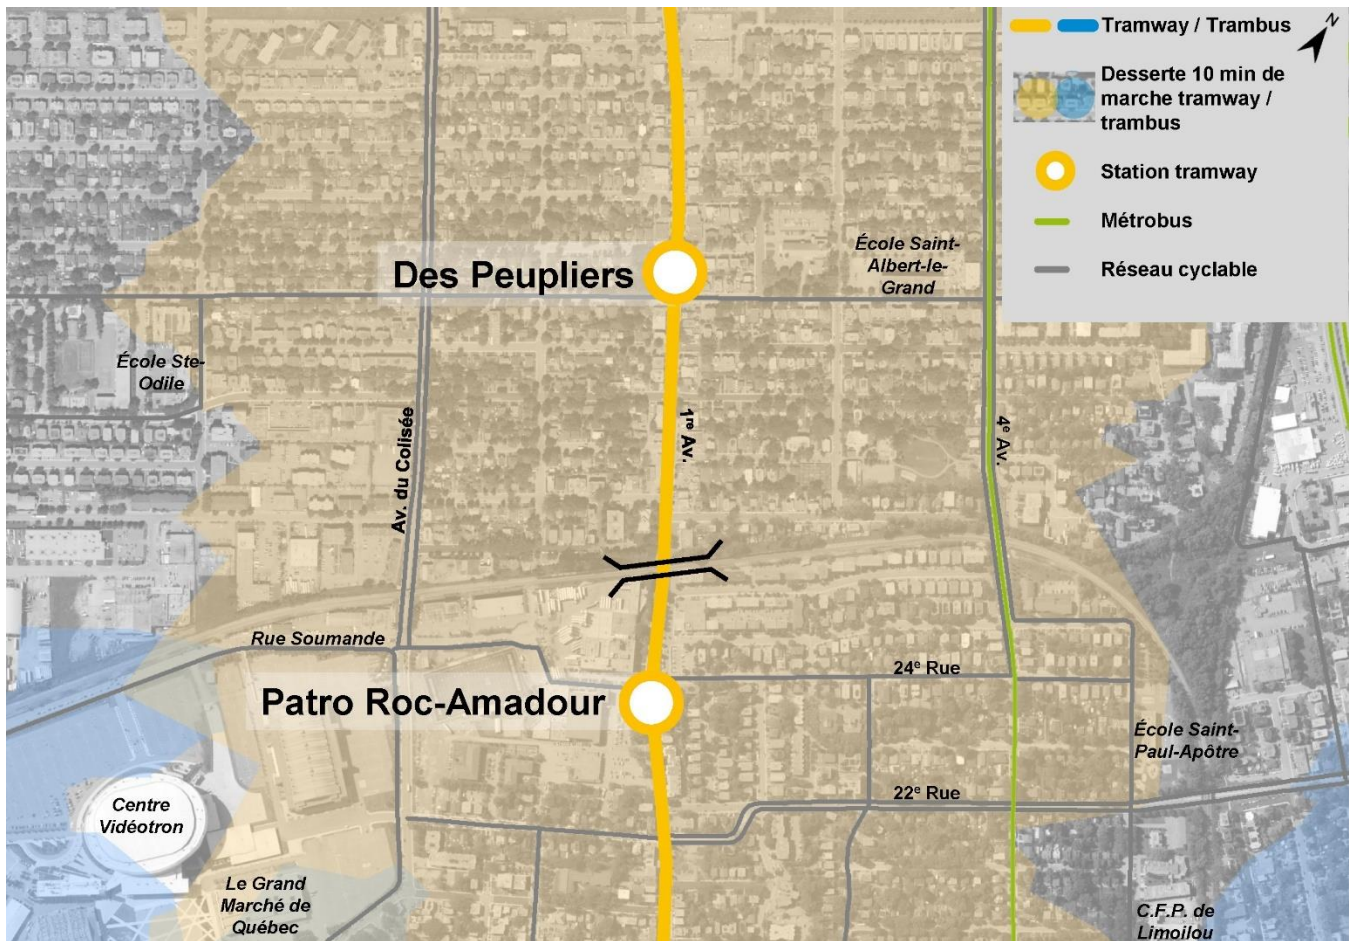 Tramway / Trambus
N
Desserte 10 min de
marche tramway /
trambus
Station tramway
Métrobus
Réseau cyclable
École Saint-
Albert-le-
Grand
Des Peupliers
École Ste-
Odile
Av. du Colisée
1re Av.
4e Av.
Rue Soumande
24e Rue
Patro Roc-Amadour
École Saint-
Paul-Apôtre
22e Rue
Centre
Vidéotron
Le Grand
Marché de
Québec
C.F.P. de
Limoilou